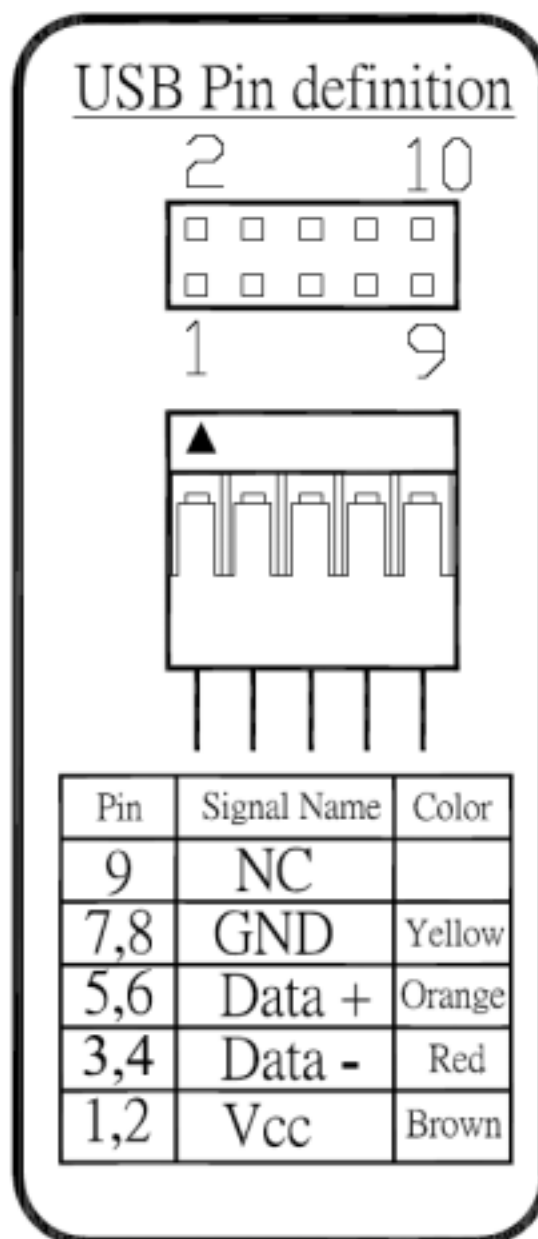 USB Pin definition
2 10
1 9
Pin Signal Name Color
9 NC
7,8 GND Yellow
5,6 Data + Orange
3,4 Data - Red
1,2 Vcc Brown